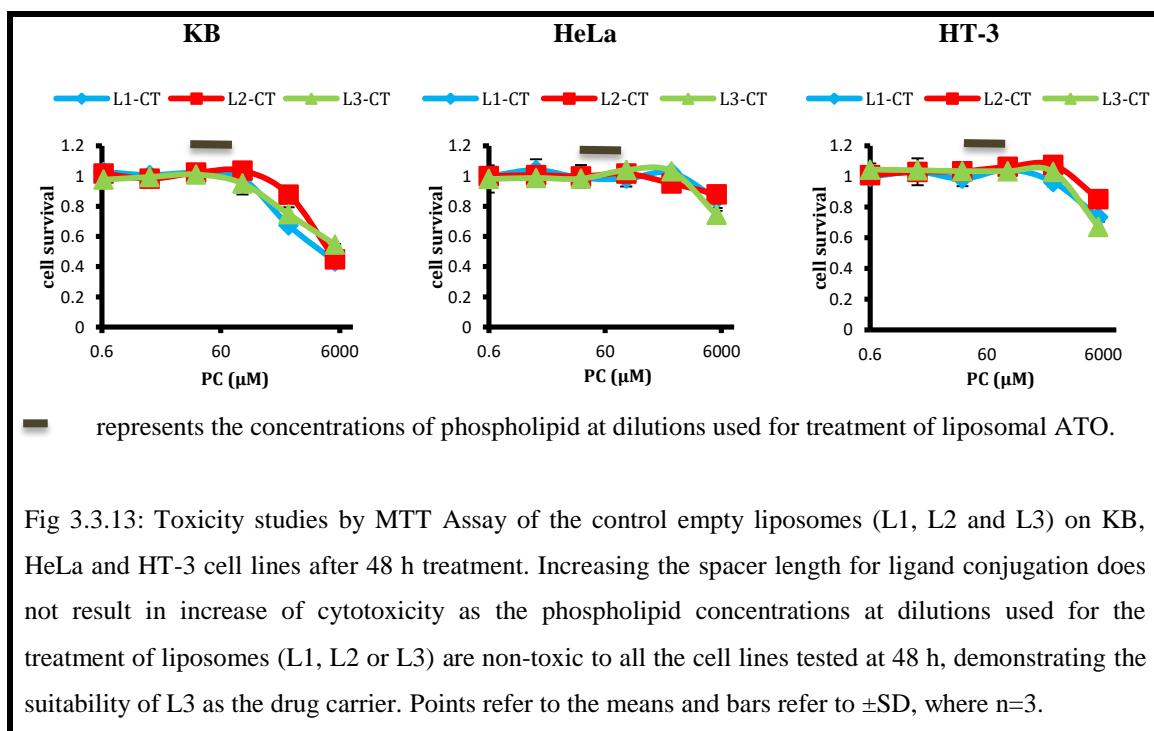 KB HeLa HT-3
L1-CT L2-CT L3-CT L1-CT L2-CT L3-CT L1-CT L2-CT L3-CT
1.2
1
0.8
0.6
0.4
0.2
0
cell survival
0.6 60 6000
PC (µM)
1.2
1
0.8
0.6
0.4
0.2
0
cell survival
0.6 60 6000
PC (µM)
1.2
1
0.8
0.6
0.4
0.2
0
cell survival
0.6 60 6000
PC (µM)
represents the concentrations of phospholipid at dilutions used for treatment of liposomal ATO.
Fig 3.3.13: Toxicity studies by MTT Assay of the control empty liposomes (L1, L2 and L3) on KB,
HeLa and HT-3 cell lines after 48 h treatment. Increasing the spacer length for ligand conjugation does
not result in increase of cytotoxicity as the phospholipid concentrations at dilutions used for the
treatment of liposomes (L1, L2 or L3) are non-toxic to all the cell lines tested at 48 h, demonstrating the
suitability of L3 as the drug carrier. Points refer to the means and bars refer to ±SD, where n=3.